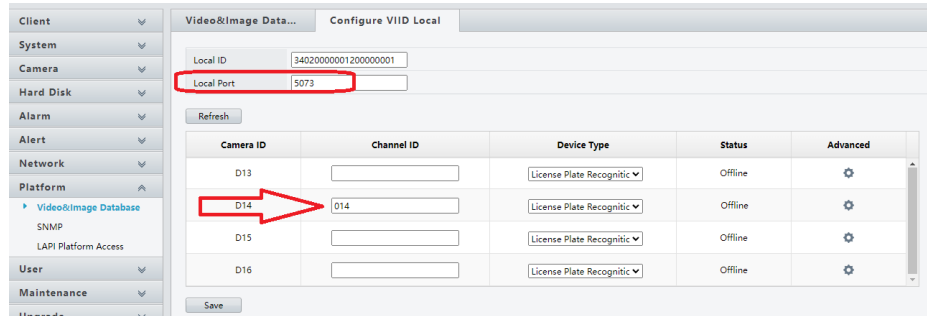 Client
System
Camera
Hard Disk
Alarm
Alert
Network
Platform
Video&Image Database
SNMP
LAPI Platform Access
User
Maintenance
Upgrade
Video&Image Data...
Configure VIID Local
Local ID 34020000001200000001
Local Port 5073
Refresh
Camera ID Channel ID Device Type Status Advanced
D13 License Plate Recognitic Offline
D14 014 License Plate Recognitic Offline
D15 License Plate Recognitic Offline
D16 License Plate Recognitic Offline
Save